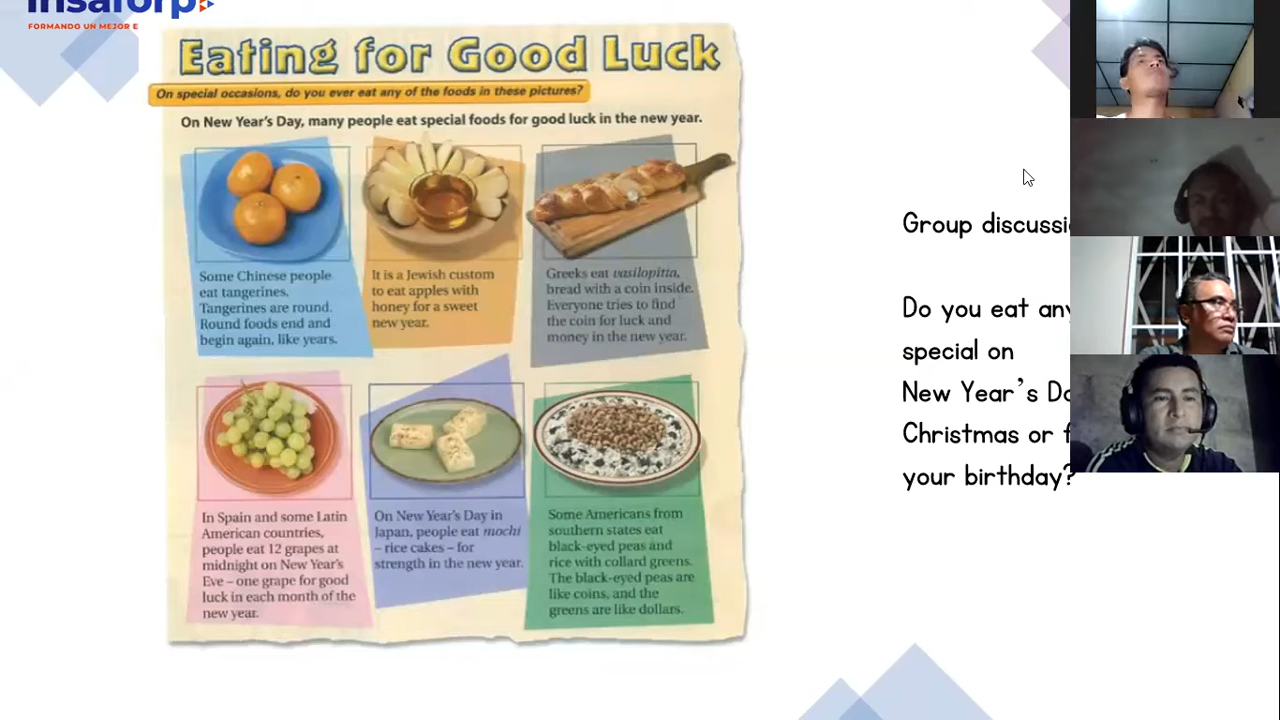 insaforp
FORMANDO UN MEJOR E
Eating for Good Luck
On special occasions, do you ever eat any of the foods in these pictures?
On New Year's Day, many people eat special foods for good luck in the new year.
Some Chinese people
eat tangerines.
Tangerines are round.
Round foods end and
begin again, like years.
It is a Jewish custom
to eat apples with
honey for a sweet
new year.
Greeks eat vasilopitta,
bread with a coin inside.
Everyone tries to find
the coin for luck and
money in the new year.
In Spain and some Latin
American countries,
people eat 12 grapes at
midnight on New Year's
Eve – one grape for good
luck in each month of the
new year.
On New Year's Day in
Japan, people eat mochi
– rice cakes – for
strength in the new year.
Some Americans from
southern states eat
black-eyed peas and
rice with collard greens.
The black-eyed peas are
like coins, and the
greens are like dollars.
Group discussi
Do you eat any
special on
New Year's Da
Christmas or f
your birthday?